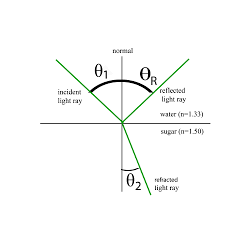 normal
θ1
ΘR
incident
light ray
reflected
light ray
water (n=1.33)
sugar (n=1.50)
θ2
refracted
light ray